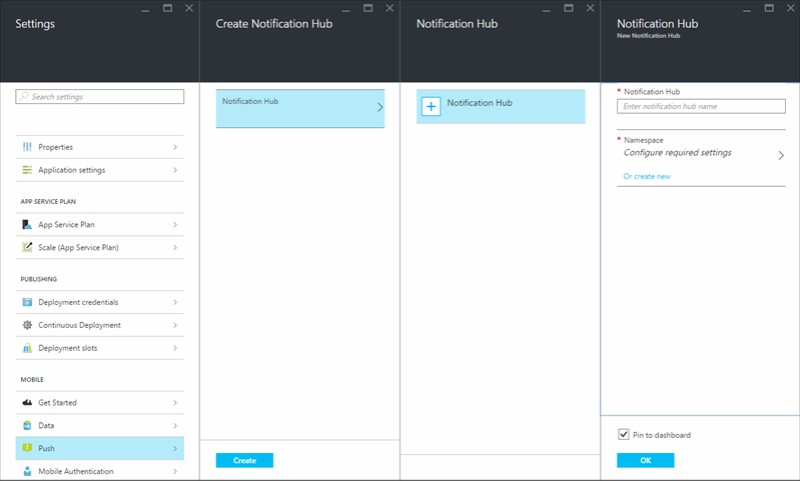 Settings
Search settings
Properties
Application settings
APP SERVICE PLAN
App Service Plan
Scale (App Service Plan)
PUBLISHING
Deployment credentials
Continuous Deployment
Deployment slots
MOBILE
Get Started
Data
Push
Mobile Authentication
Create Notification Hub
Notification Hub
Create
Notification Hub
Notification Hub
Notification Hub
New Notification Hub
* Notification Hub
Enter notification hub name
* Namespace
Configure required settings
Or create new
Pin to dashboard
OK